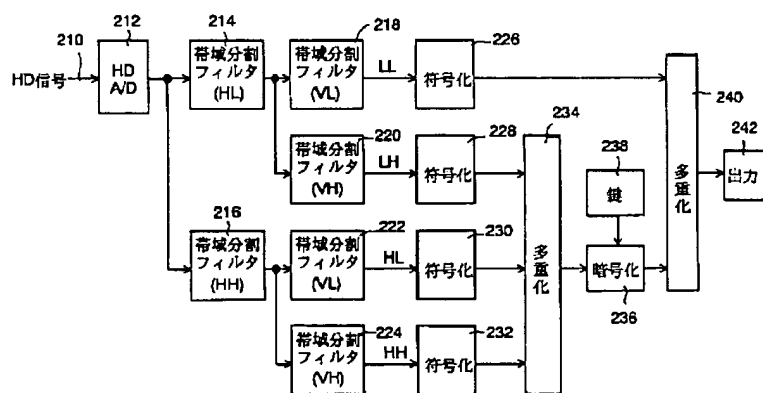 HD信号
210
212
HD
A/D
214
帯域分割
フィルタ
(HL)
218
帯域分割
フィルタ
(VL)
LL
226
符号化
220
帯域分割
フィルタ
(VH)
LH
228
符号化
234
多重化
238
鍵
240
多重化
242
出力
216
帯域分割
フィルタ
(HH)
222
帯域分割
フィルタ
(VL)
HL
230
符号化
暗号化
236
224
帯域分割
フィルタ
(VH)
HH
232
符号化